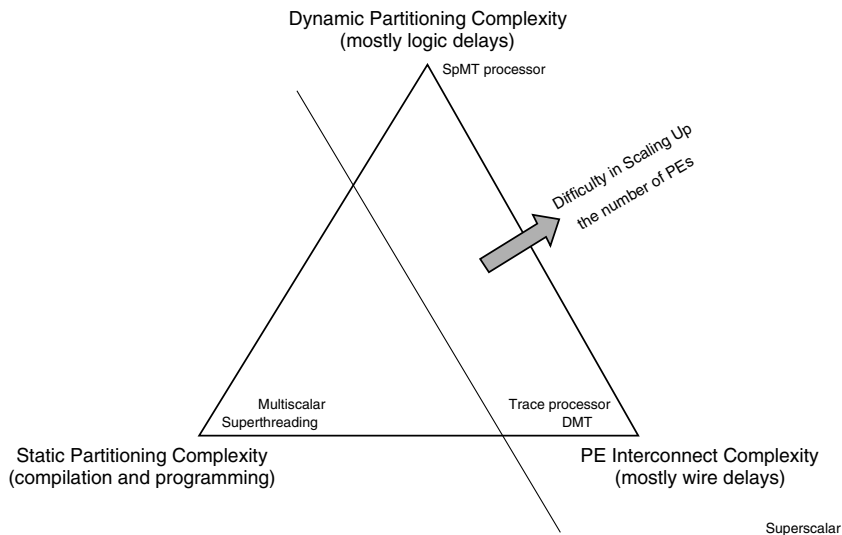 Dynamic Partitioning Complexity
(mostly logic delays)
SpMT processor
Difficulty in Scaling Up
the number of PEs
Multiscalar
Superthreading
Trace processor
DMT
Static Partitioning Complexity
(compilation and programming)
PE Interconnect Complexity
(mostly wire delays)
Superscalar